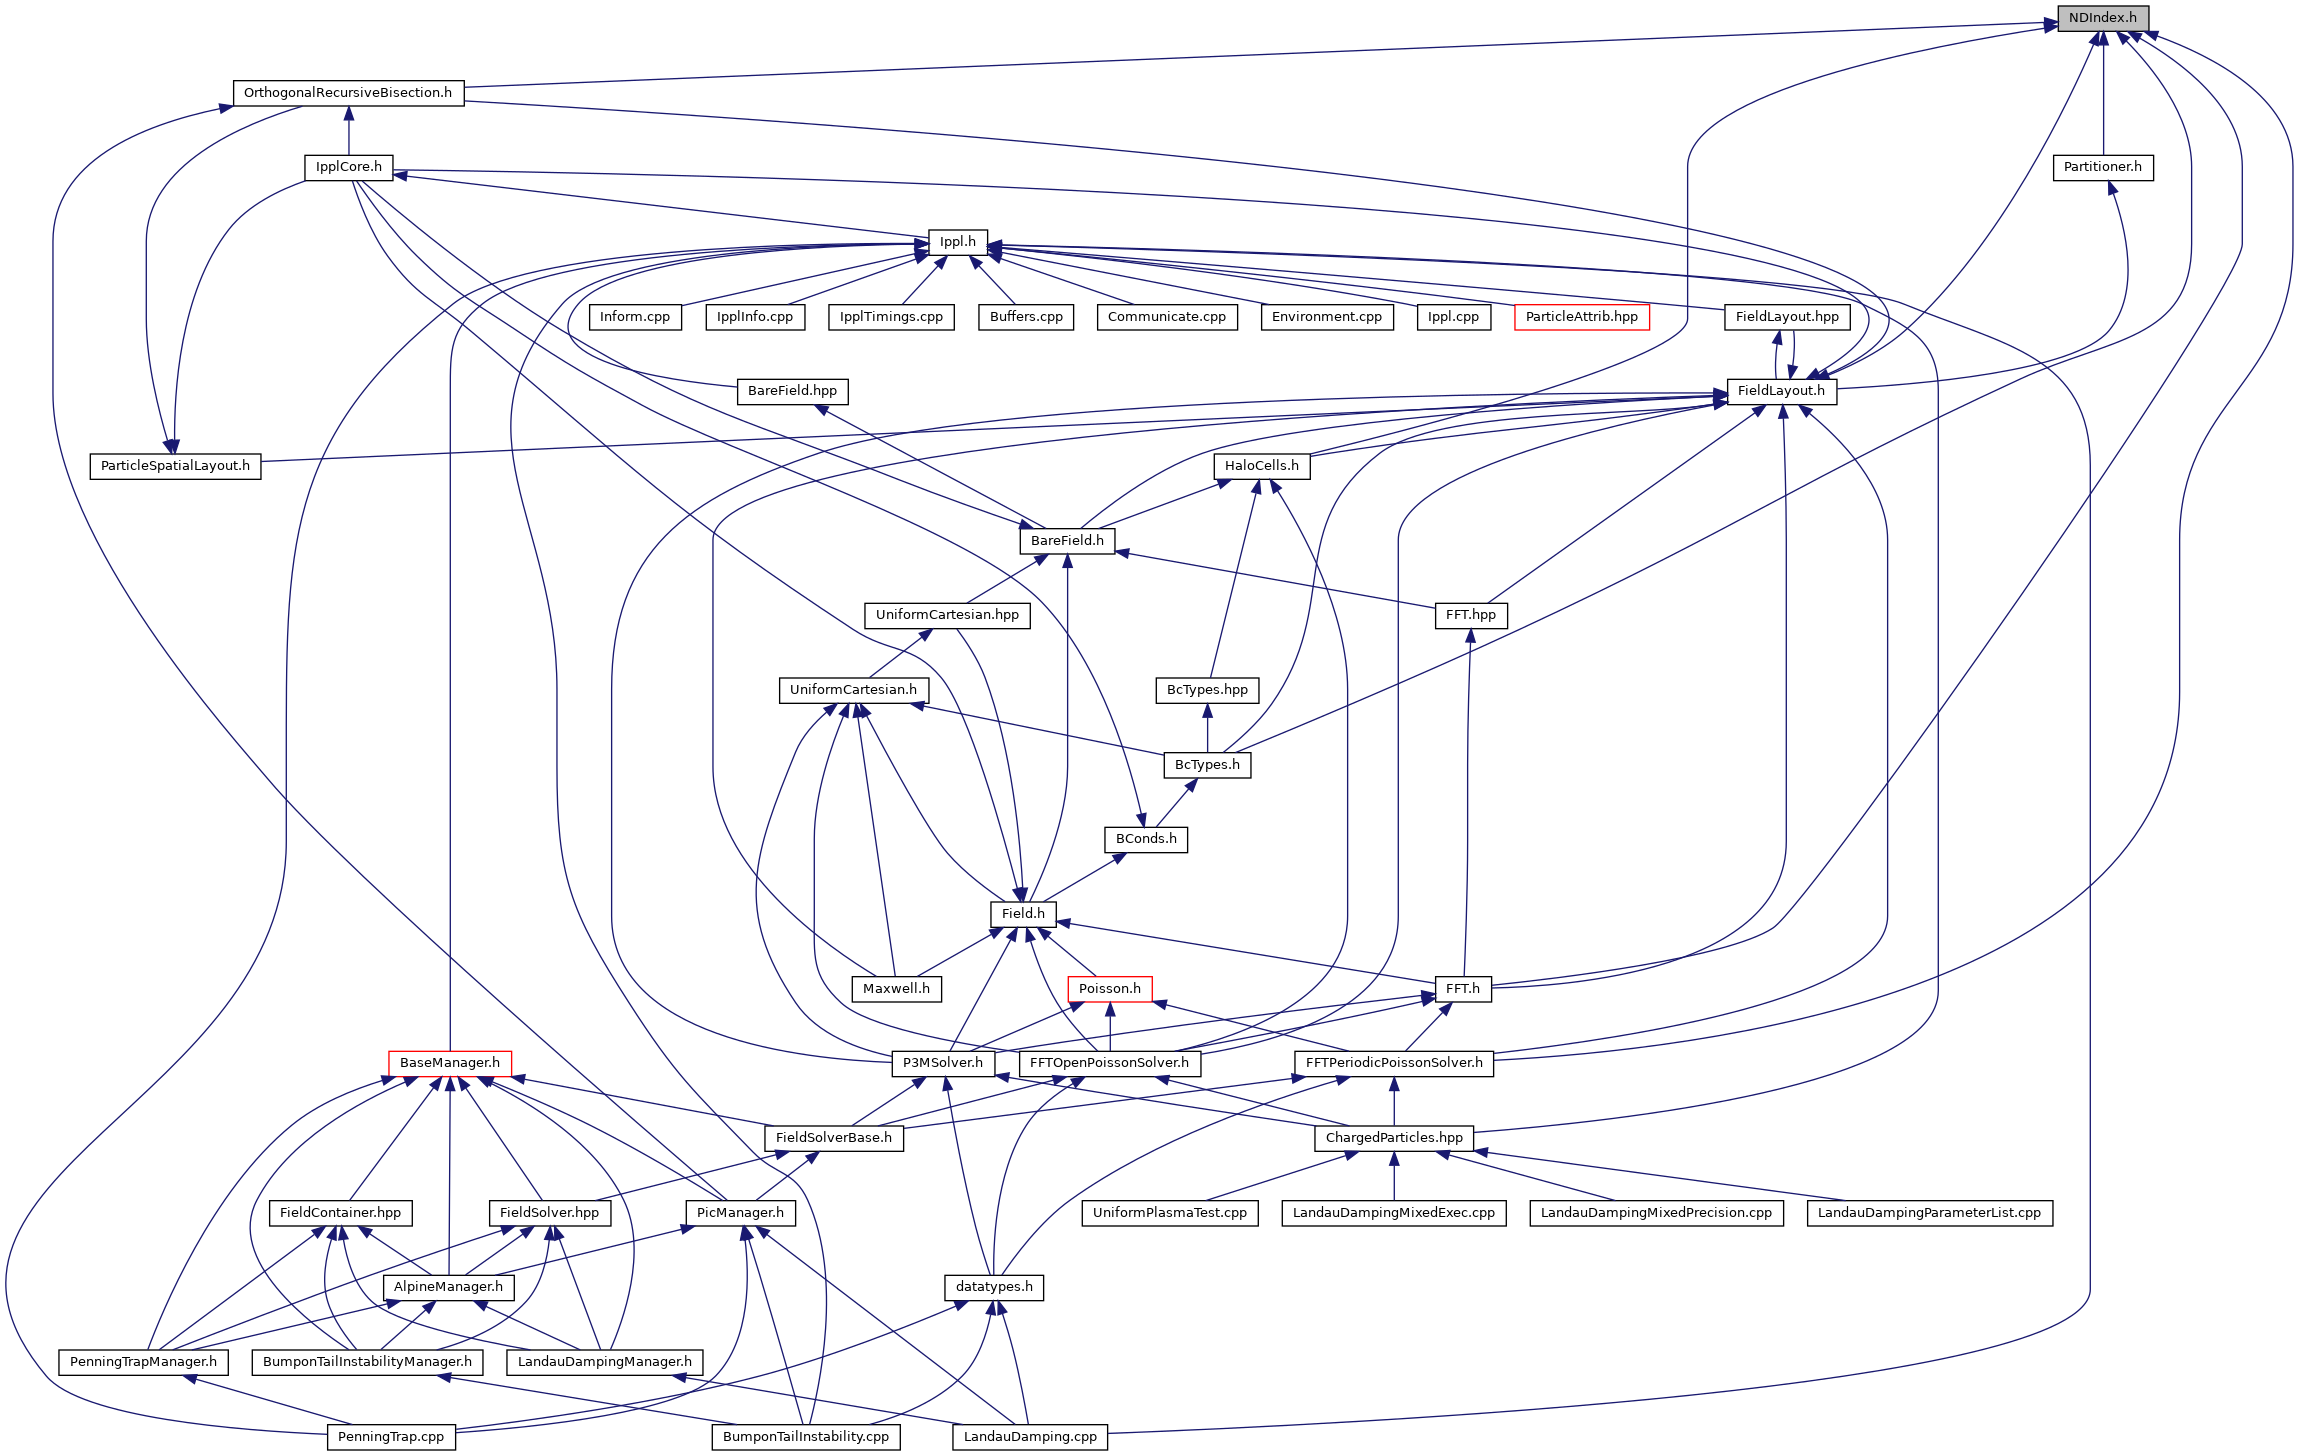 NDIndex.h
OrthogonalRecursiveBisection.h
IpplCore.h
Partitioner.h
Ippl.h
Inform.cpp
IpplInfo.cpp
IpplTimings.cpp
Buffers.cpp
Communicate.cpp
Environment.cpp
Ippl.cpp
ParticleAttrib.hpp
FieldLayout.hpp
BareField.hpp
FieldLayout.h
ParticleSpatialLayout.h
HaloCells.h
BareField.h
UniformCartesian.hpp
FFT.hpp
UniformCartesian.h
BcTypes.hpp
BcTypes.h
BConds.h
Field.h
Maxwell.h
Poisson.h
FFT.h
BaseManager.h
P3MSolver.h
FFTOpenPoissonSolver.h
FFTPeriodicPoissonSolver.h
FieldSolverBase.h
ChargedParticles.hpp
FieldContainer.hpp
FieldSolver.hpp
PicManager.h
UniformPlasmaTest.cpp
LandauDampingMixedExec.cpp
LandauDampingMixedPrecision.cpp
LandauDampingParameterList.cpp
AlpineManager.h
datatypes.h
PenningTrapManager.h
BumponTailInstabilityManager.h
LandauDampingManager.h
PenningTrap.cpp
BumponTailInstability.cpp
LandauDamping.cpp